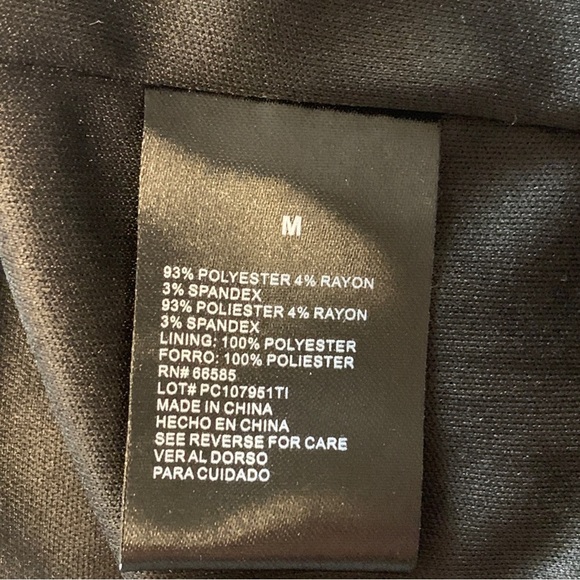 M
93% POLYESTER 4% RAYON
3% SPANDEX
93% POLIESTER 4% RAYON
3% SPANDEX
LINING: 100% POLYESTER
FORRO: 100% POLIESTER
RN# 66585
LOT# PC107951TI
MADE IN CHINA
HECHO EN CHINA
SEE REVERSE FOR CARE
VER AL DORSO
PARA CUIDADO